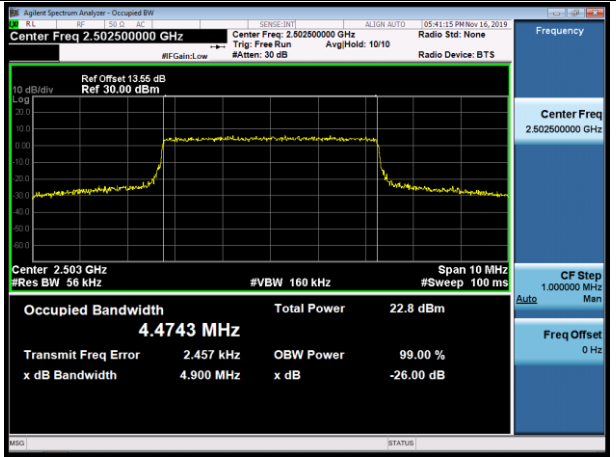 Agilent Spectrum Analyzer - Occupied BW
RL RF 50 Ω AC SENSE:INT ALIGN AUTO 05:41:15 PM Nov 16, 2019
Center Freq 2.502500000 GHz
Center Freq: 2.502500000 GHz
Radio Std: None
Frequency
Trig: Free Run Avg|Hold: 10/10
#IFGain:Low #Atten: 30 dB Radio Device: BTS
Ref Offset 13.55 dB
10 dB/div Ref 30.00 dBm
Log
20.0
10.0
0.00
-10.0
-20.0
-30.0
-40.0
-50.0
-60.0
Center Freq
2.502500000 GHz
Center 2.503 GHz Span 10 MHz
#Res BW 56 kHz #VBW 160 kHz #Sweep 100 ms
CF Step
1.000000 MHz
Auto Man
Occupied Bandwidth Total Power 22.8 dBm
4.4743 MHz
Freq Offset
0 Hz
Transmit Freq Error 2.457 kHz OBW Power 99.00 %
x dB Bandwidth 4.900 MHz x dB -26.00 dB
MSG STATUS